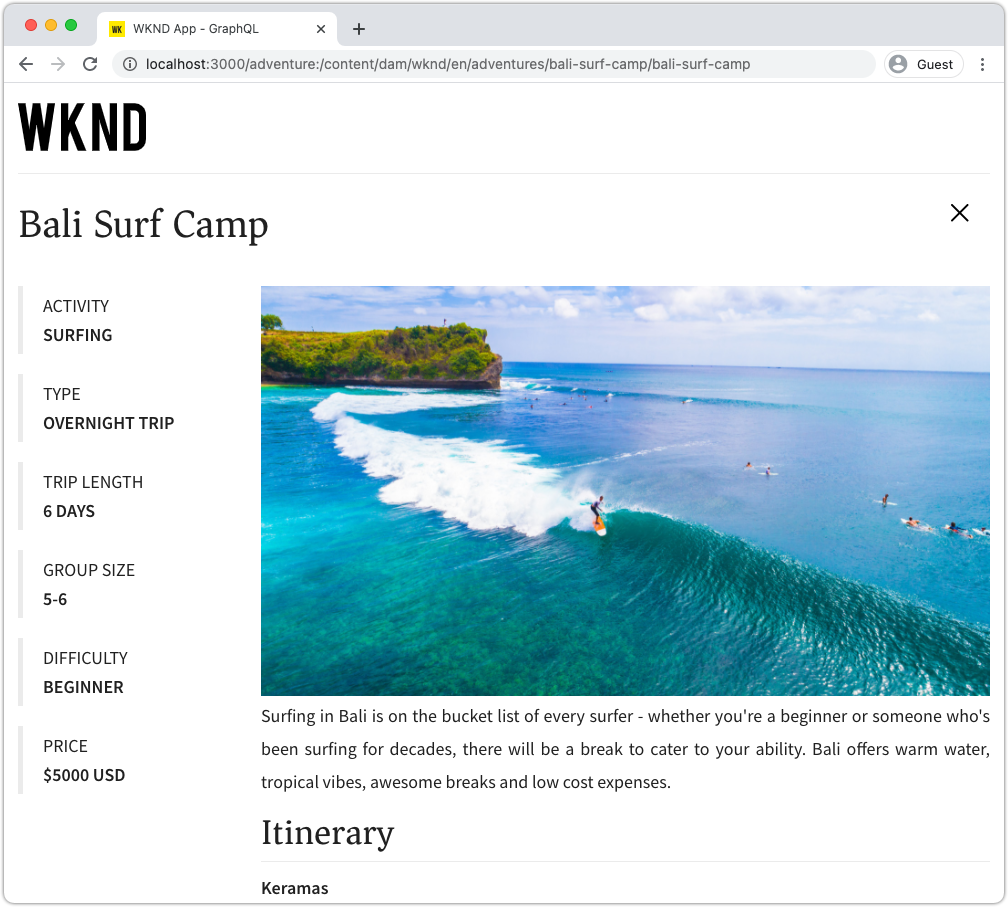 WK WKND App - GraphQL
localhost:3000/adventure:/content/dam/wknd/en/adventures/bali-surf-camp/bali-surf-camp
Guest
WKND
Bali Surf Camp
ACTIVITY
SURFING
TYPE
OVERNIGHT TRIP
TRIP LENGTH
6 DAYS
GROUP SIZE
5-6
DIFFICULTY
BEGINNER
PRICE
$5000 USD
Surfing in Bali is on the bucket list of every surfer - whether you're a beginner or someone who's
been surfing for decades, there will be a break to cater to your ability. Bali offers warm water,
tropical vibes, awesome breaks and low cost expenses.
Itinerary
Keramas